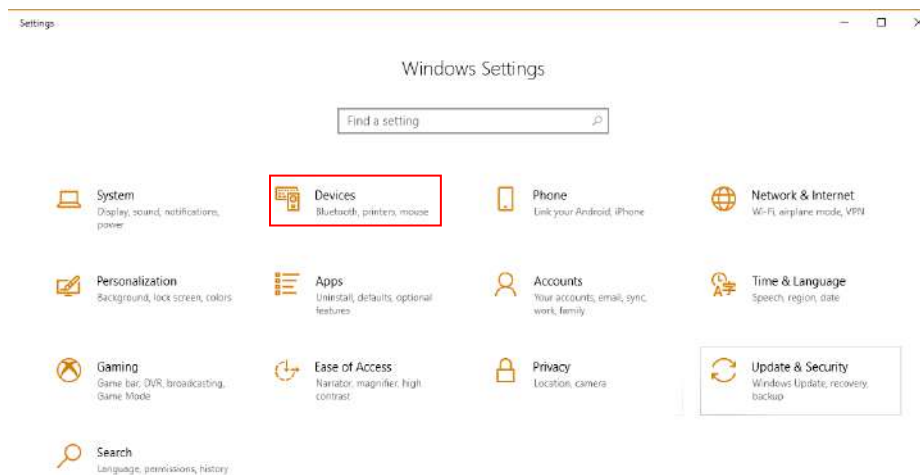 Settings
Windows Settings
Find a setting
System
Display, sound, notifications,
power
Devices
Bluetooth, printers, mouse
Phone
Link your Android, iPhone
Network & Internet
Wi-Fi, airplane mode, VPN
Personalization
Background, lock screen, colors
Apps
Uninstall, defaults, optional
features
Accounts
Your accounts, email, sync,
work, family
Time & Language
Speech, region, date
Gaming
Game bar, DVR, broadcasting,
Game Mode
Ease of Access
Narrator, magnifier, high
contrast
Privacy
Location, camera
Update & Security
Windows Update, recovery,
backup
Search
Language, permissions, history